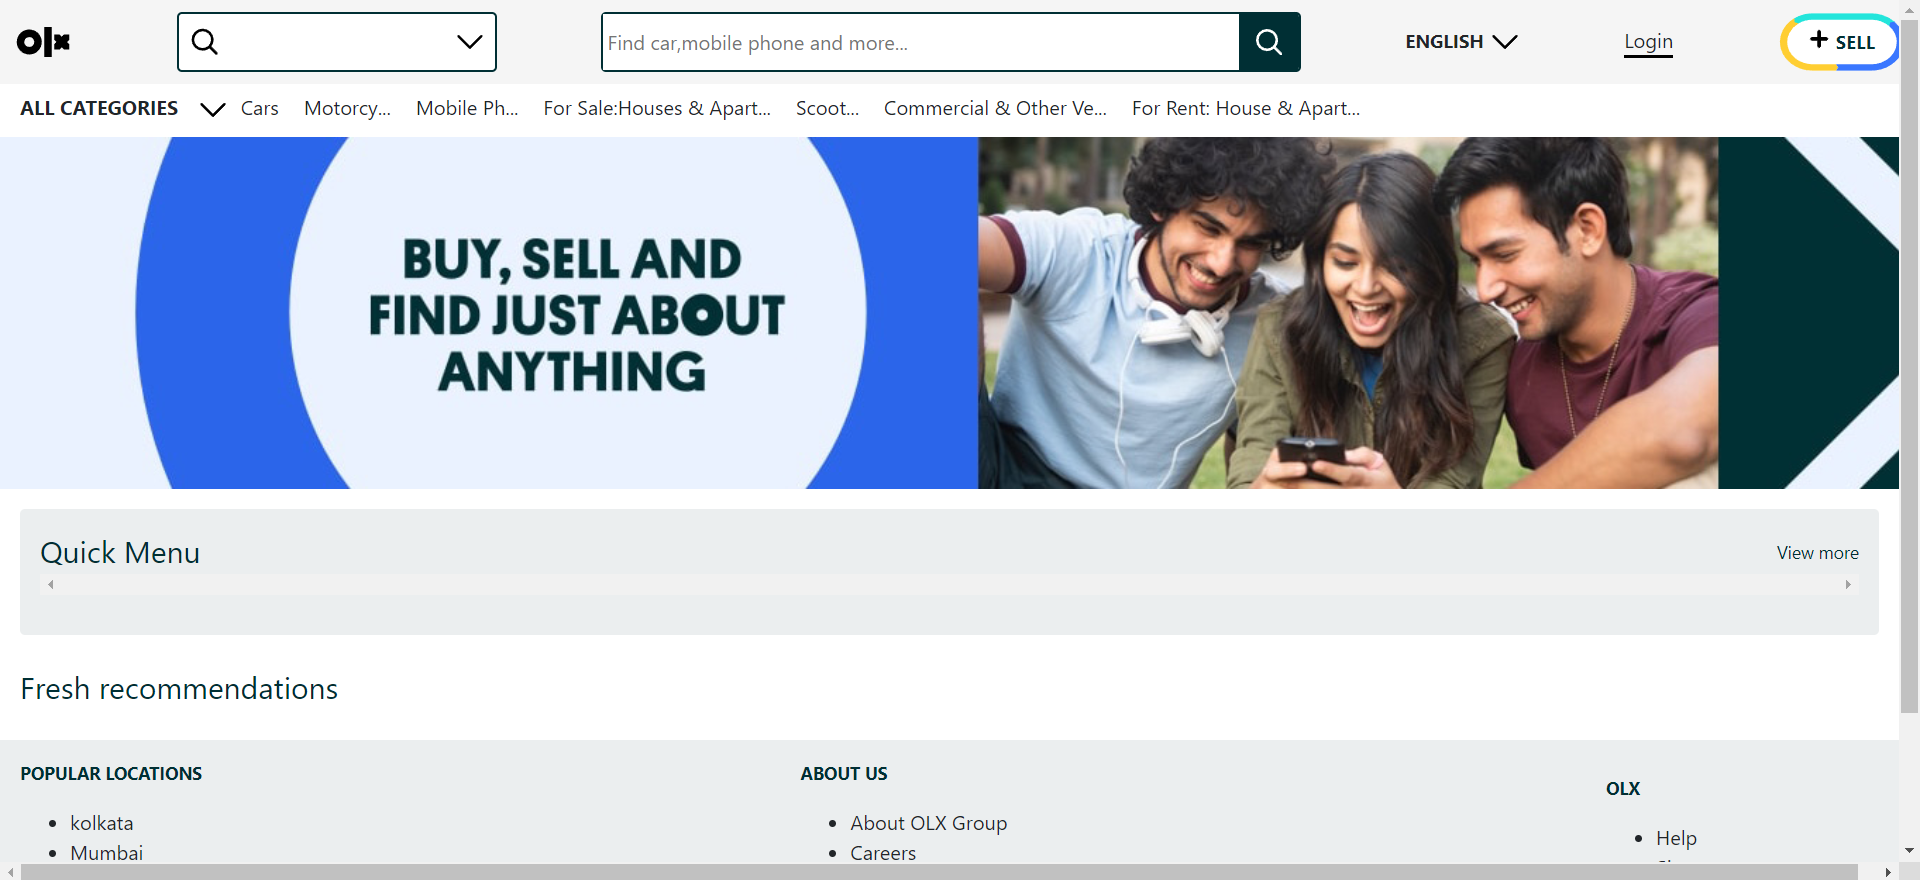 olx
Find car,mobile phone and more...
ENGLISH
Login
+ SELL
ALL CATEGORIES
Cars
Motorcy...
Mobile Ph...
For Sale:Houses & Apart...
Scoot...
Commercial & Other Ve...
For Rent: House & Apart...
BUY, SELL AND
FIND JUST ABOUT
ANYTHING
Quick Menu
View more
Fresh recommendations
POPULAR LOCATIONS
• kolkata
• Mumbai
ABOUT US
• About OLX Group
• Careers
OLX
• Help